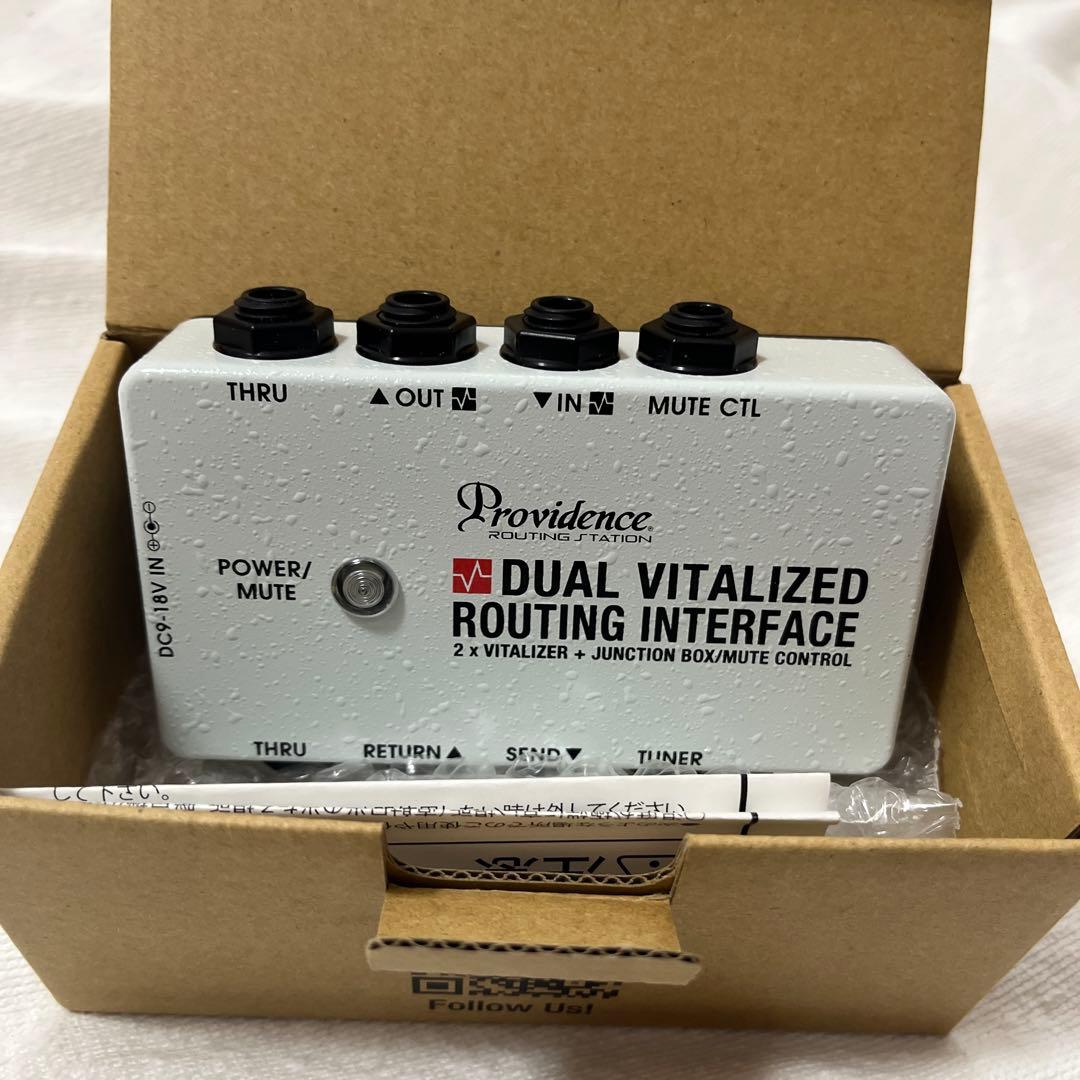 THRU ▲OUT ▼IN MUTE CTL
Providence®
ROUTING STATION
POWER/
MUTE
DC9-18V IN
DUAL VITALIZED
ROUTING INTERFACE
2 x VITALIZER + JUNCTION BOX/MUTE CONTROL
THRU RETURN▲ SEND▼ TUNER
Follow Us!